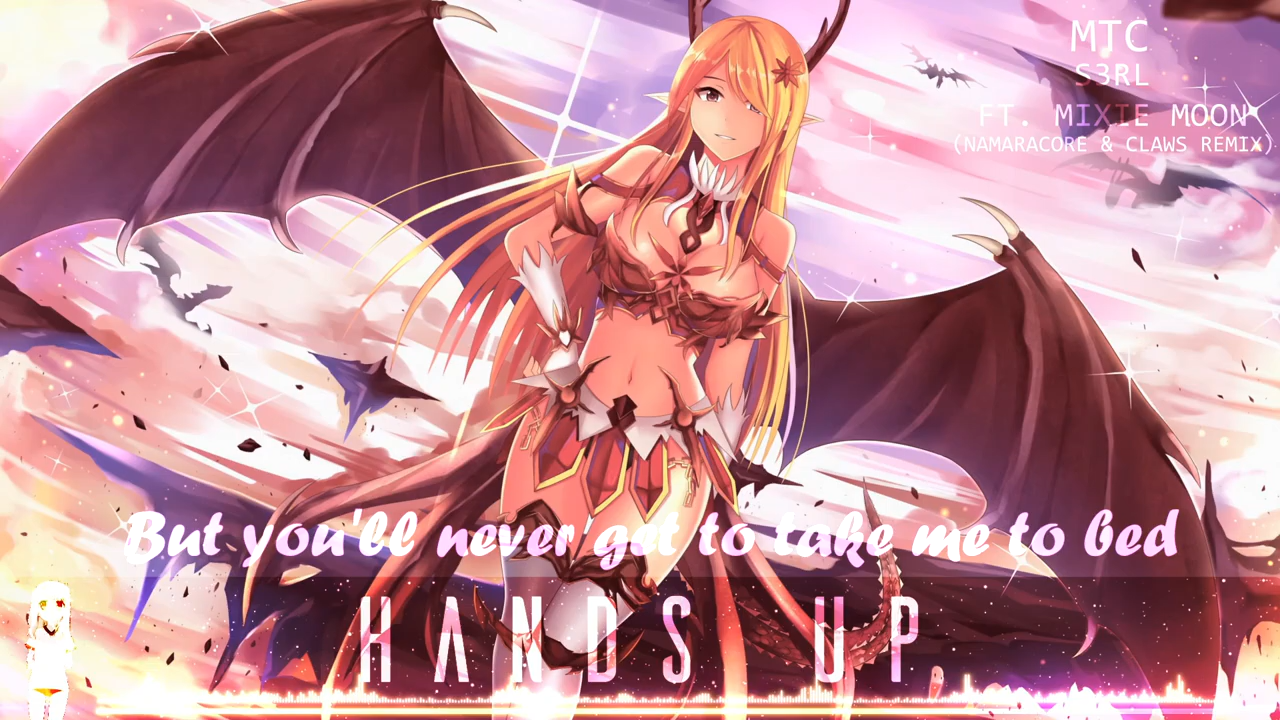 MTC
S3RL
FT. MIXIE MOON
(NAMARACORE & CLAWS REMIX)
But you'll never get to take me to bed
HANDS UP